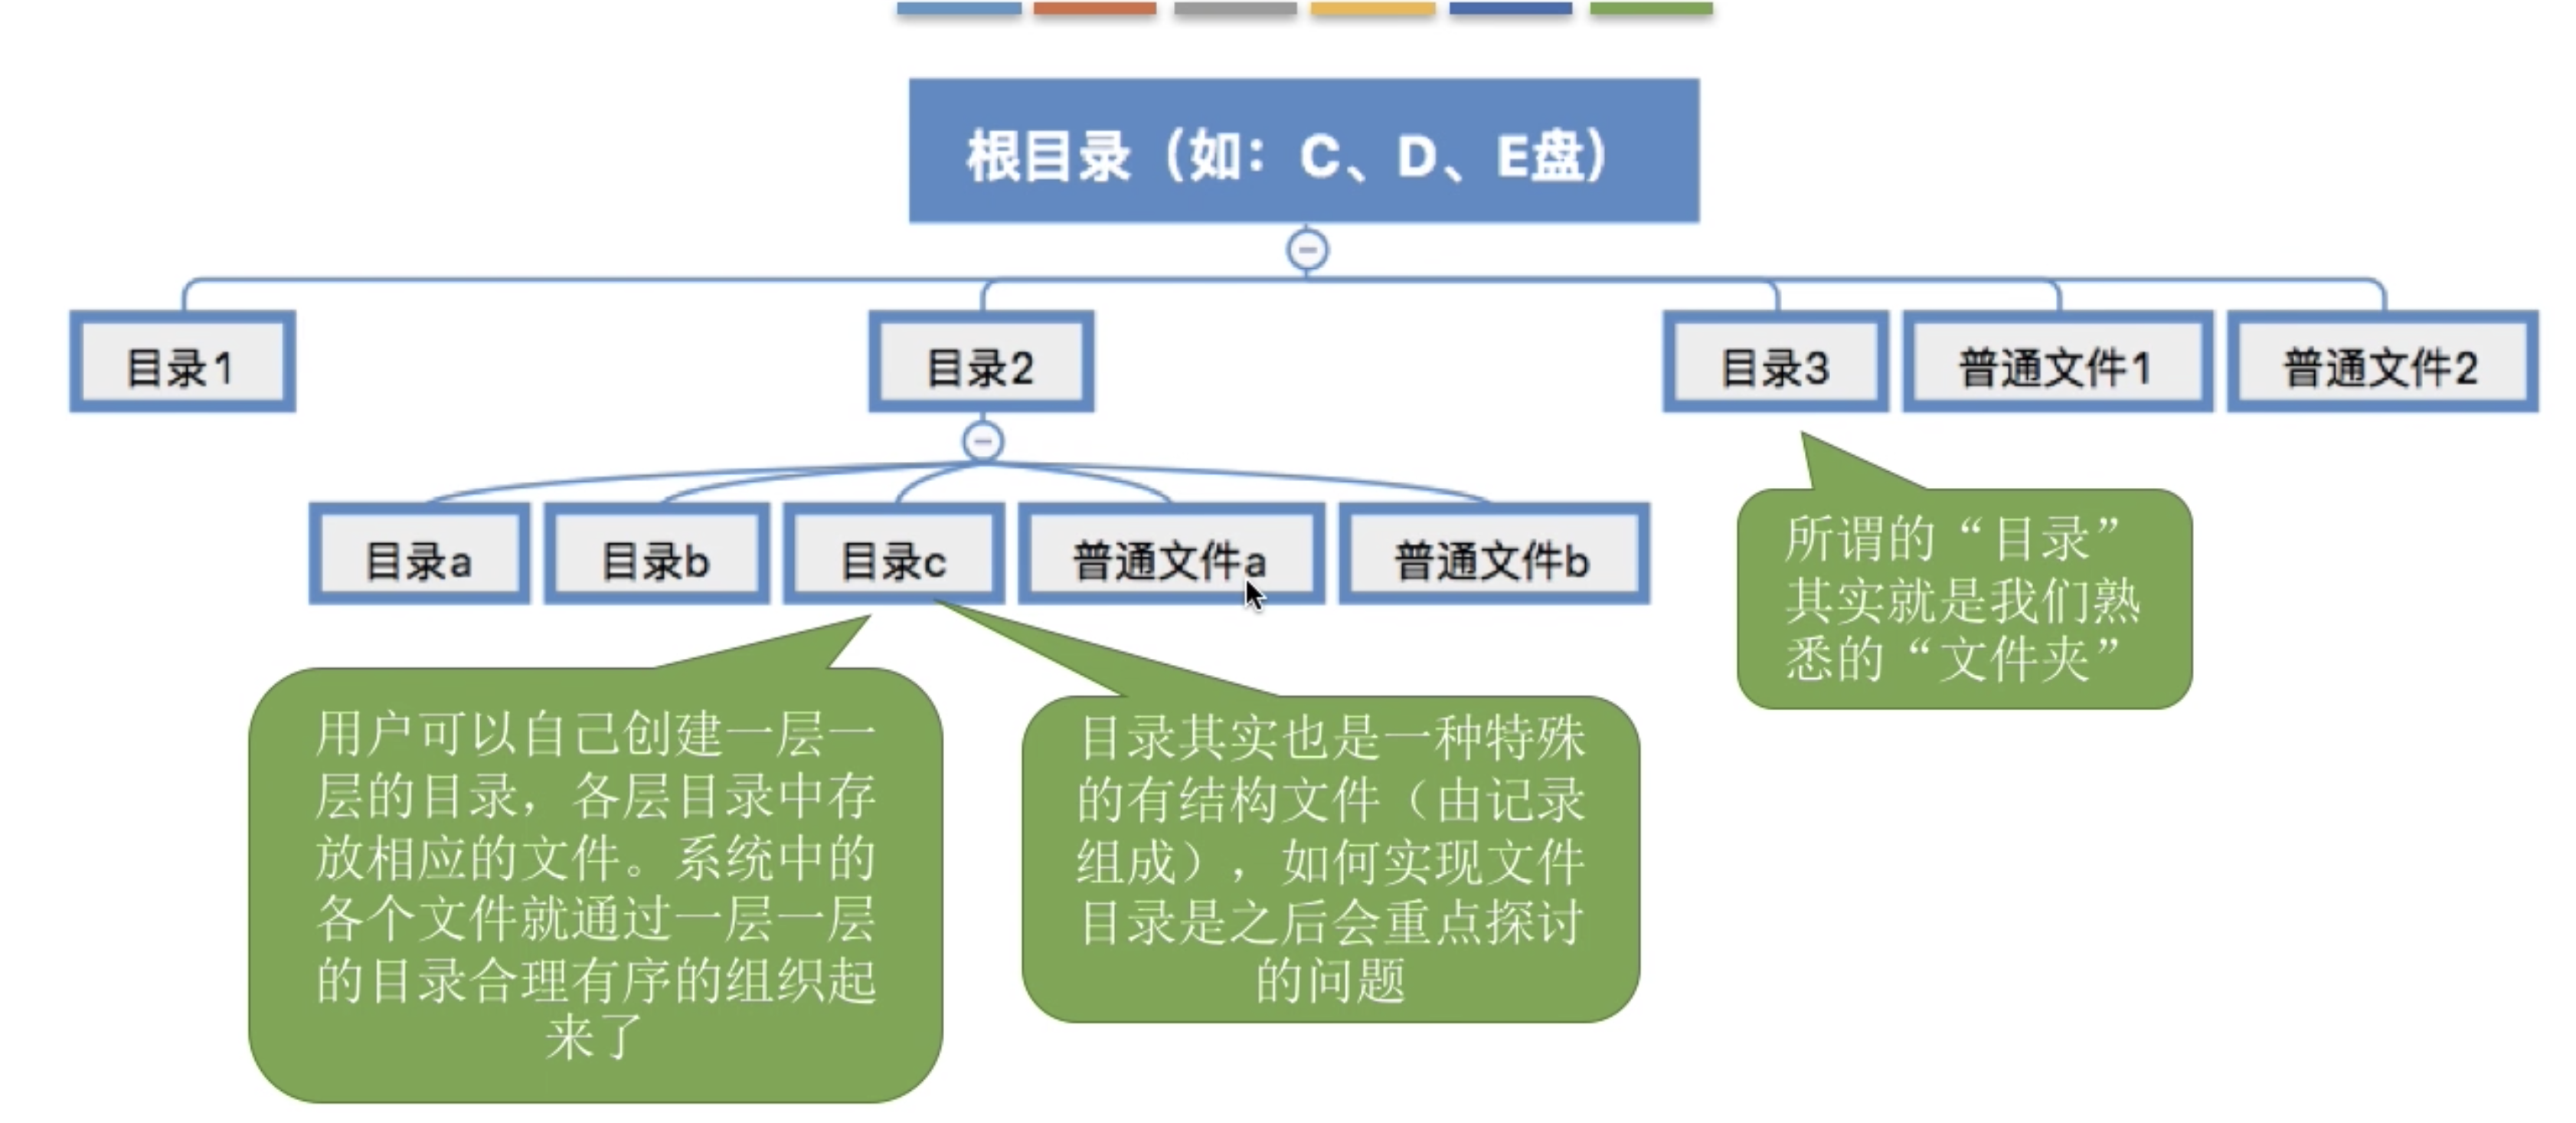 根目录（如：C、D、E盘）
目录1
目录2
目录3
普通文件1
普通文件2
目录a
目录b
目录c
普通文件a
普通文件b
所谓的“目录”
其实就是我们熟
悉的“文件夹”
用户可以自己创建一层一
层的目录，各层目录中存
放相应的文件。系统中的
各个文件就通过一层一层
的目录合理有序的组织起
来了
目录其实也是一种特殊
的有结构文件（由记录
组成），如何实现文件
目录是之后会重点探讨
的问题